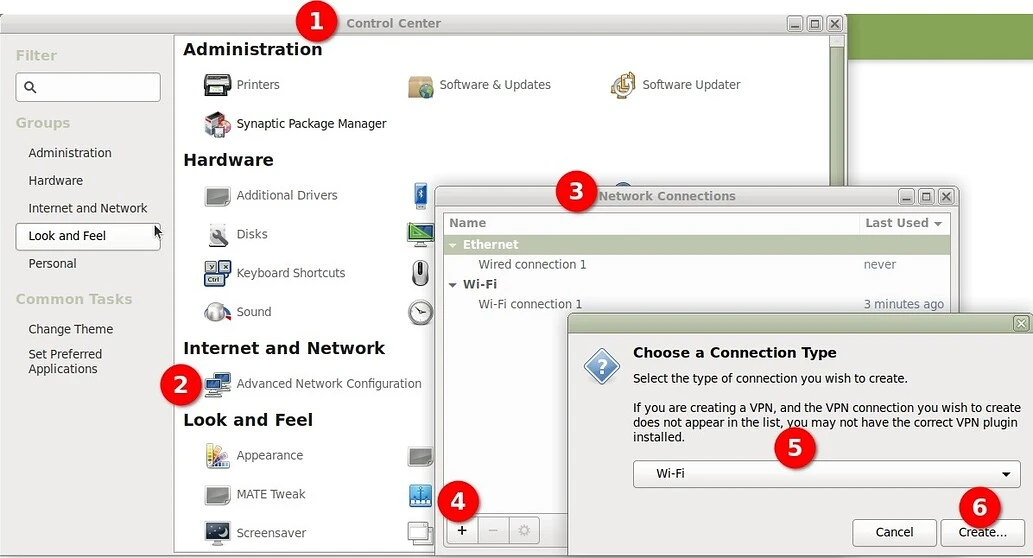 1
Control Center
Filter
Groups
Administration
Hardware
Internet and Network
Look and Feel
Personal
Common Tasks
Change Theme
Set Preferred
Applications
Administration
Printers
Software & Updates
Software Updater
Synaptic Package Manager
Hardware
Additional Drivers
Disks
Keyboard Shortcuts
Ctrl
Sound
Internet and Network
2
Advanced Network Configuration
Look and Feel
Appearance
MATE Tweak
Screensaver
3
Network Connections
Name
Last Used
Ethernet
Wired connection 1
never
Wi-Fi
Wi-Fi connection 1
3 minutes ago
4
+
−
?
Choose a Connection Type
Select the type of connection you wish to create.
If you are creating a VPN, and the VPN connection you wish to create
does not appear in the list, you may not have the correct VPN plugin
installed.
5
Wi-Fi
6
Cancel
Create...